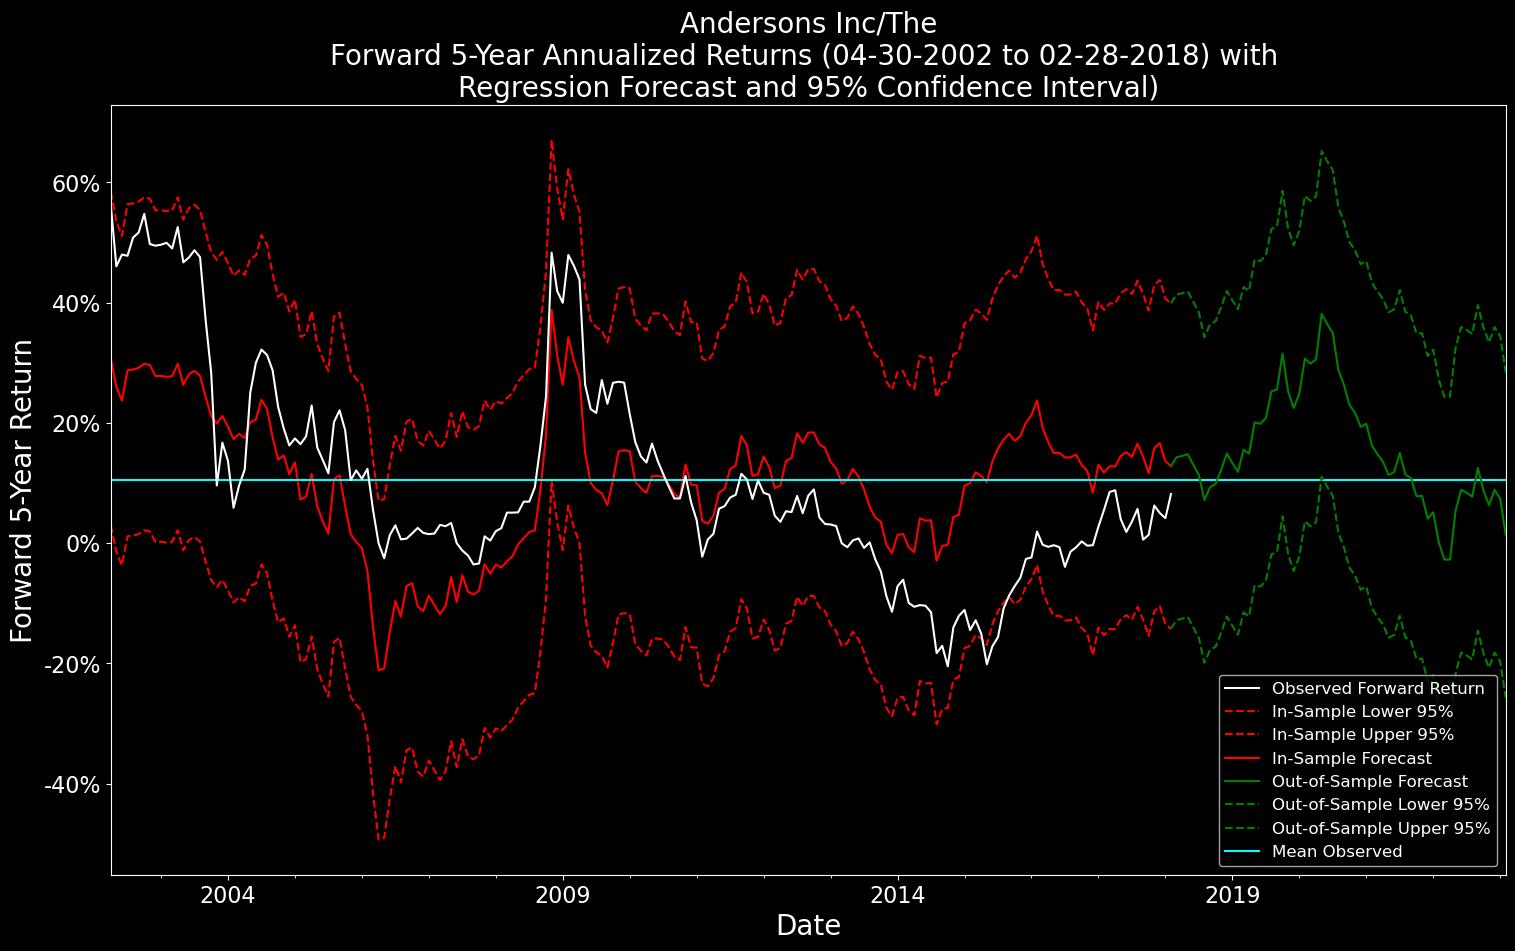 Andersons Inc/The
Forward 5-Year Annualized Returns (04-30-2002 to 02-28-2018) with
Regression Forecast and 95% Confidence Interval)
Forward 5-Year Return
60%
40%
20%
0%
-20%
-40%
2004
2009
2014
2019
Date
Observed Forward Return
In-Sample Lower 95%
In-Sample Upper 95%
In-Sample Forecast
Out-of-Sample Forecast
Out-of-Sample Lower 95%
Out-of-Sample Upper 95%
Mean Observed